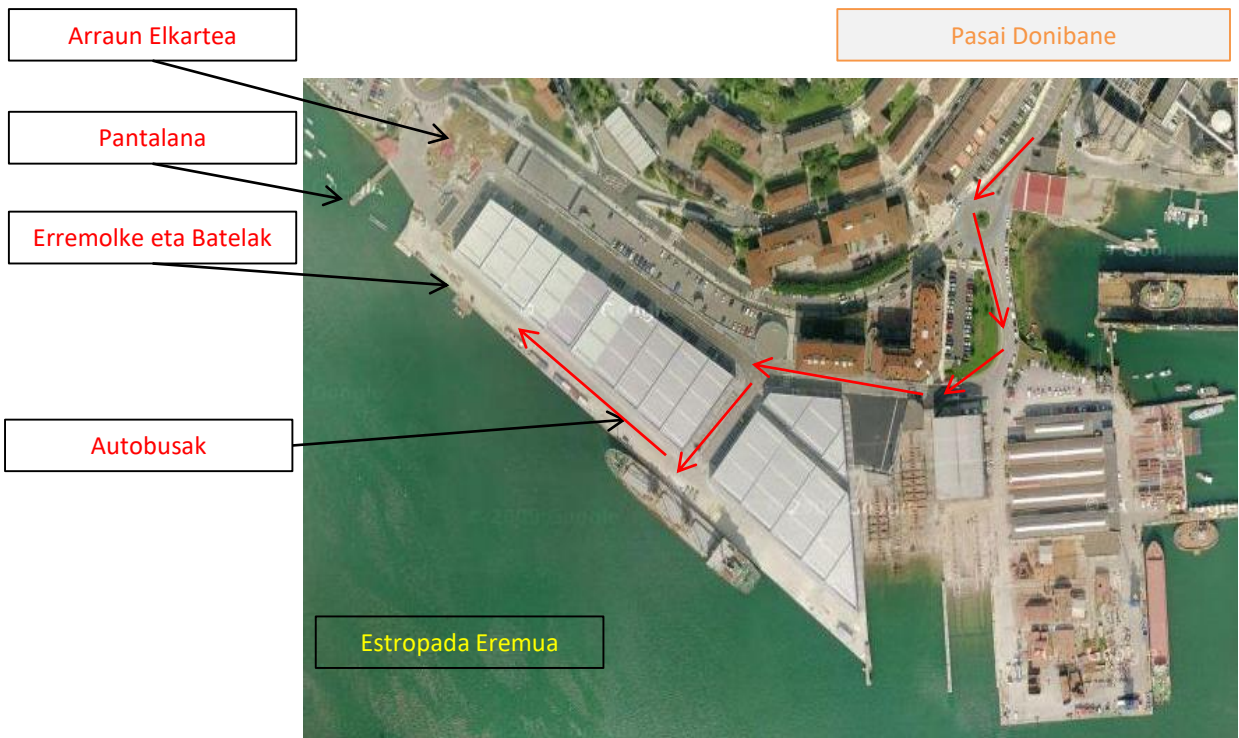 Arraun Elkartea
Pasai Donibane
Pantalana
Erremolke eta Batelak
Autobusak
Estropada Eremua